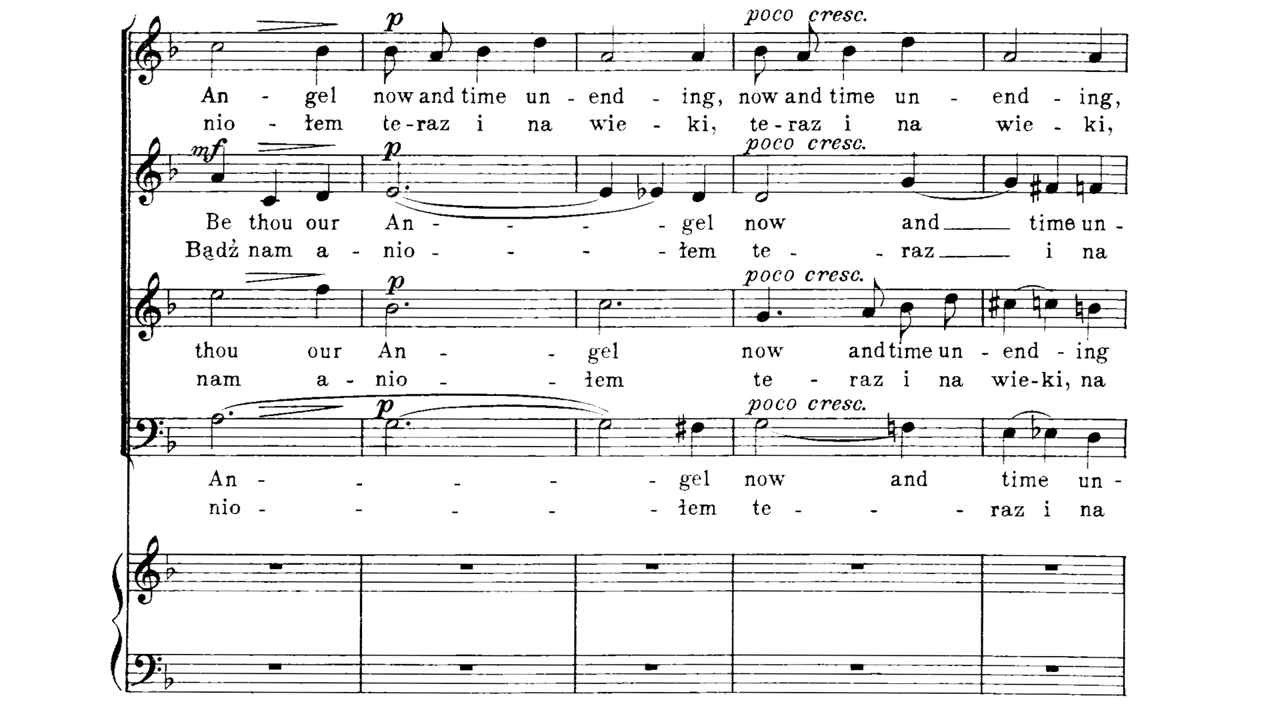 p poco cresc.
An - gel now and time un - end - ing, now and time un - end - ing,
nio - łem te - raz i na wie - ki, te - raz i na wie - ki,
mf p poco cresc.
Be thou our An - - - - gel now and time un -
Bądź nam a - nio - - - - łem te - - raz i na
p poco cresc.
thou our An - - gel now and time un - end - ing
nam a - nio - - łem te - raz i na wie - ki, na
p poco cresc.
An - - - - - gel now and time un -
nio - - - - - łem te - - - raz i na